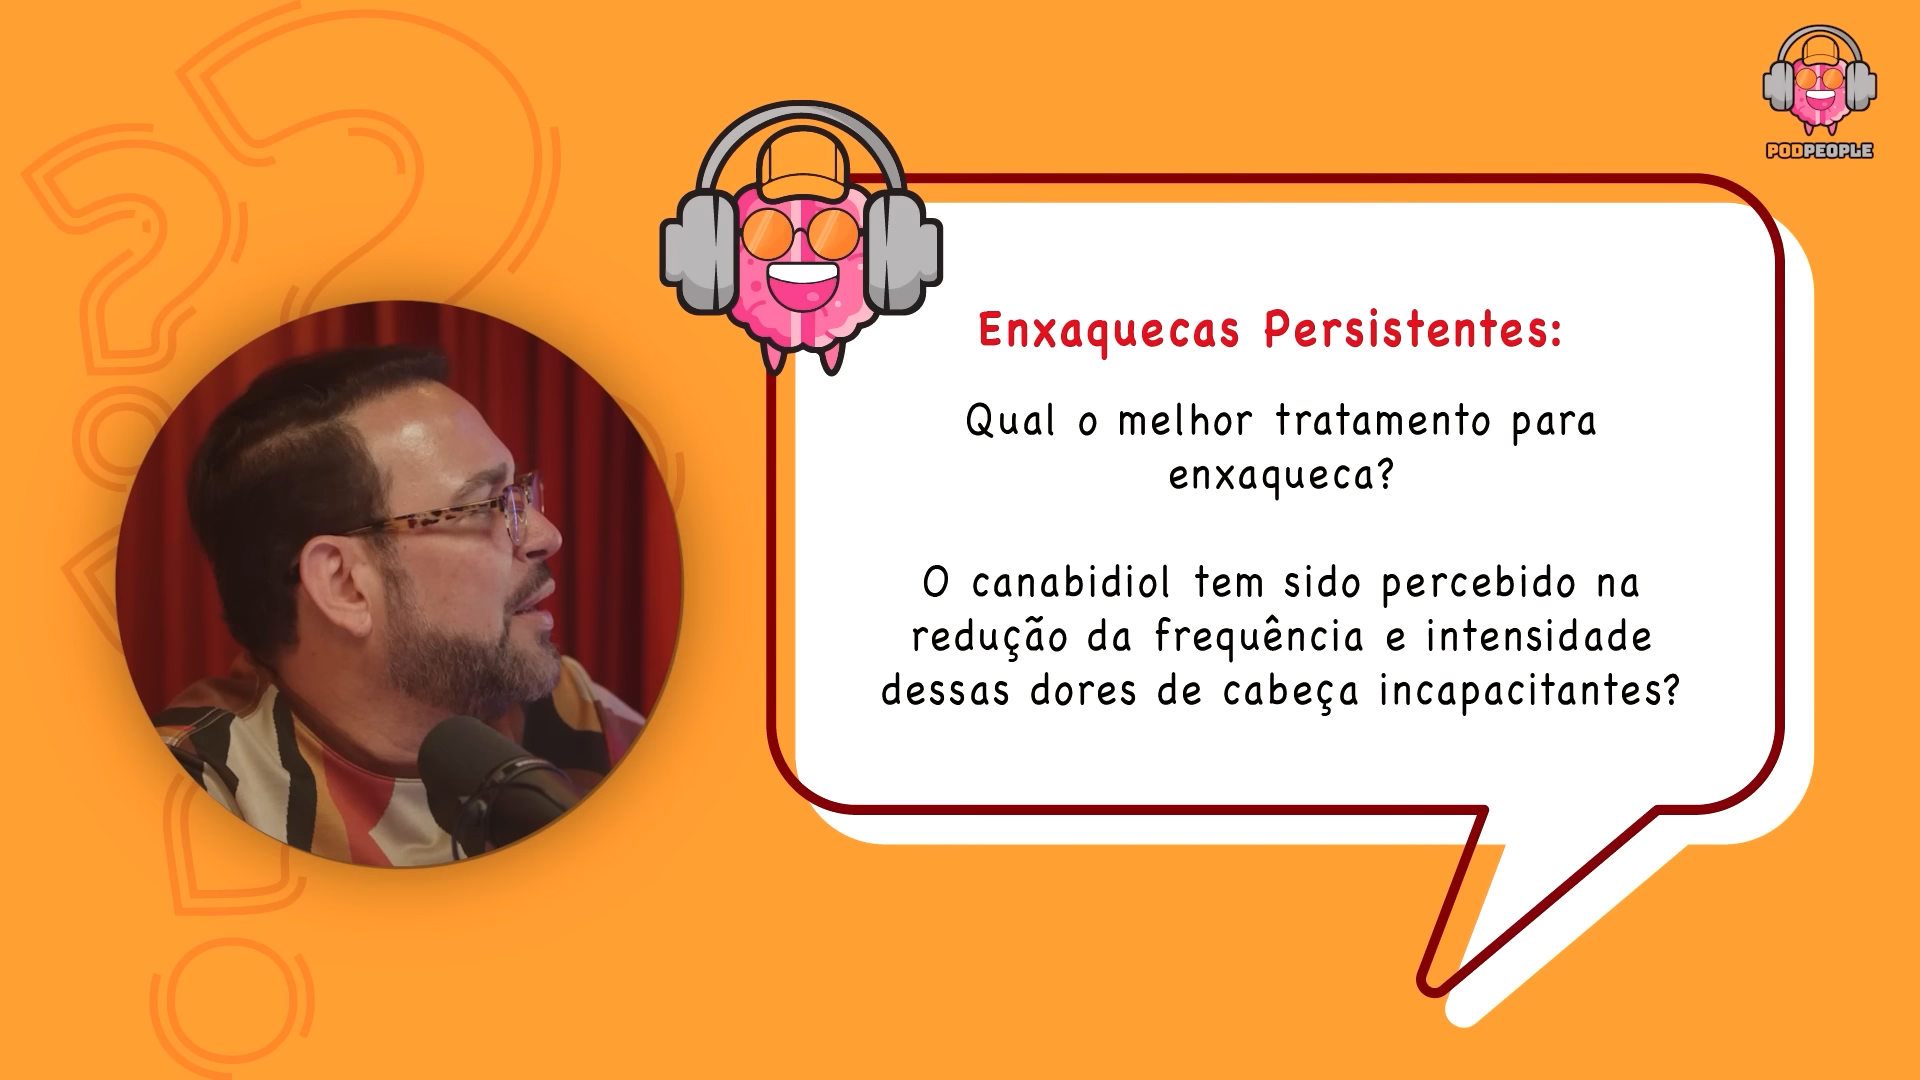 PODPEOPLE
Enxaquecas Persistentes:
Qual o melhor tratamento para
enxaqueca?
O canabidiol tem sido percebido na
redução da frequência e intensidade
dessas dores de cabeça incapacitantes?